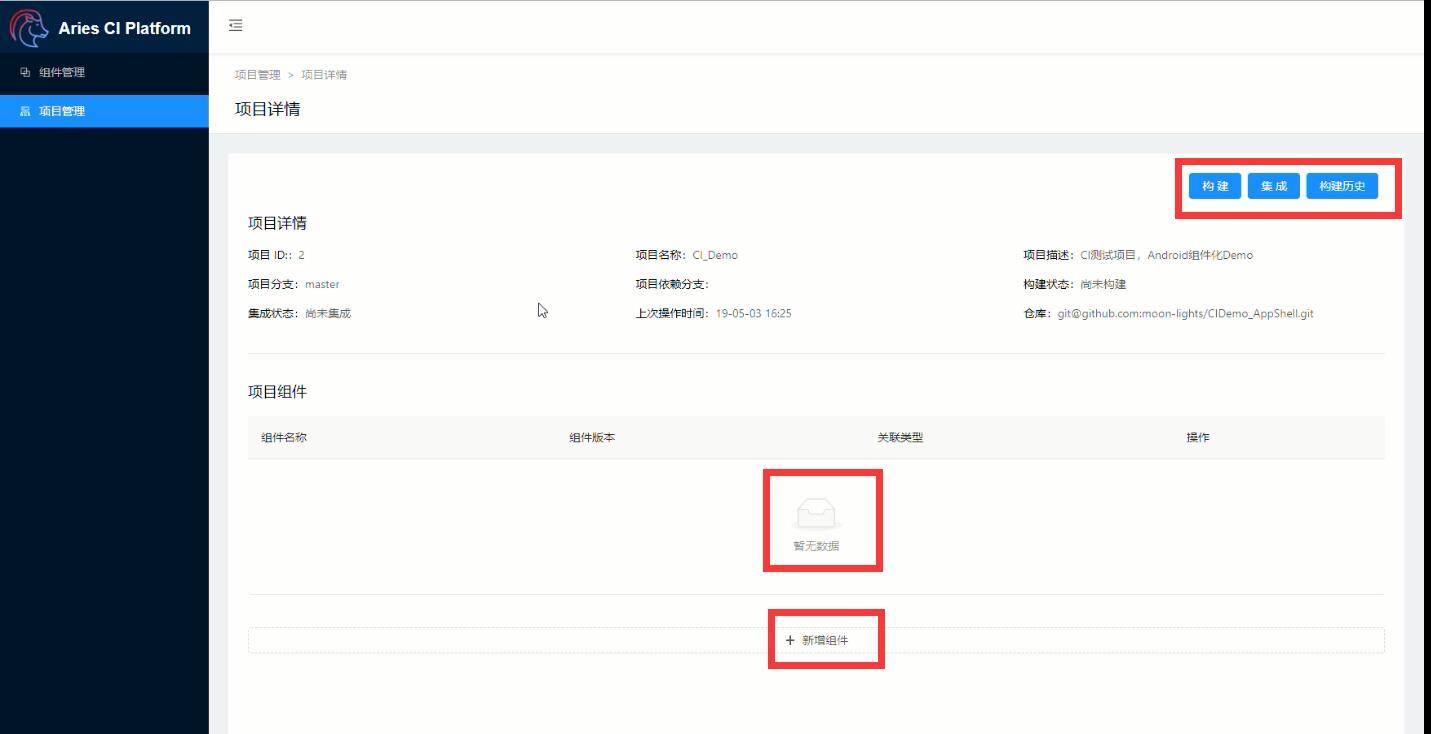 Aries CI Platform
组件管理
项目管理
项目管理 > 项目详情
项目详情
构 建 集 成 构建历史
项目详情
项目 ID:: 2 项目名称: CI_Demo 项目描述: CI测试项目，Android组件化Demo
项目分支: master 项目依赖分支: 构建状态: 尚未构建
集成状态: 尚未集成 上次操作时间: 19-05-03 16:25 仓库: git@github.com:moon-lights/CIDemo_AppShell.git
项目组件
组件名称 组件版本 关联类型 操作
暂无数据
+ 新增组件